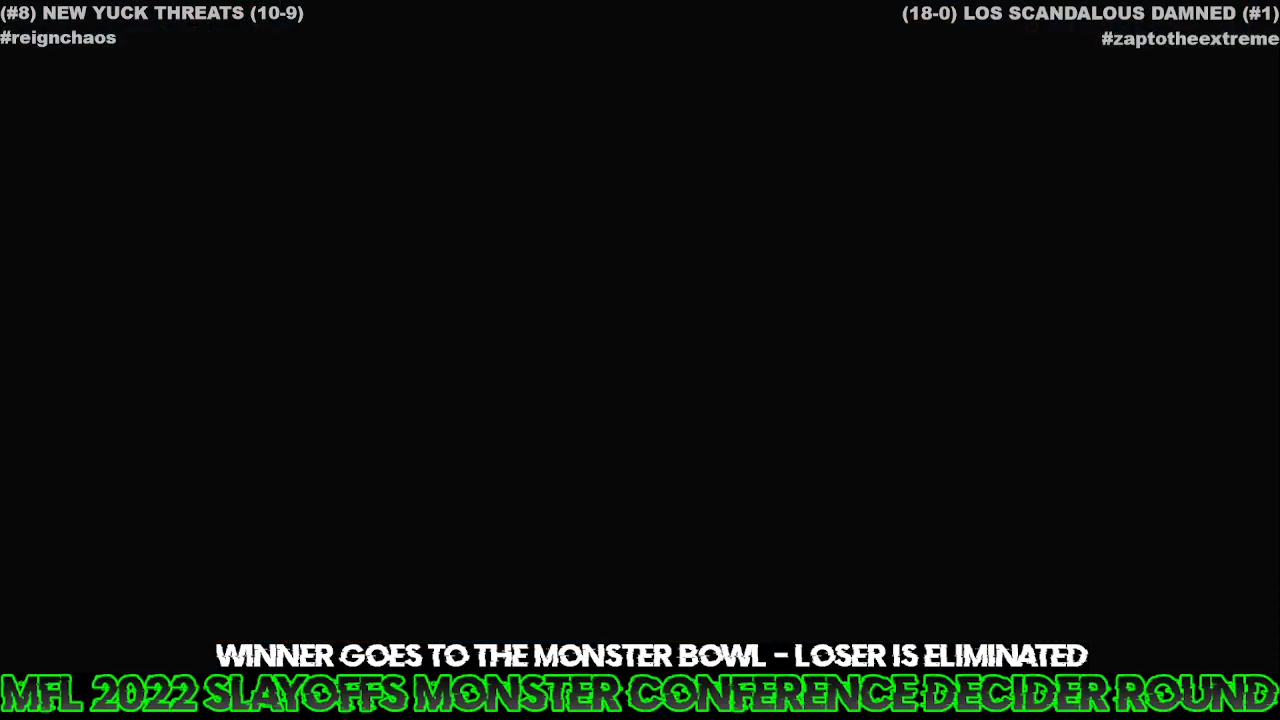 (#8) NEW YUCK THREATS (10-9)
(18-0) LOS SCANDALOUS DAMNED (#1)
#reignchaos
#zaptotheextreme
WINNER GOES TO THE MONSTER BOWL - LOSER IS ELIMINATED
MFL 2022 SLAYOFFS MONSTER CONFERENCE DECIDER ROUND